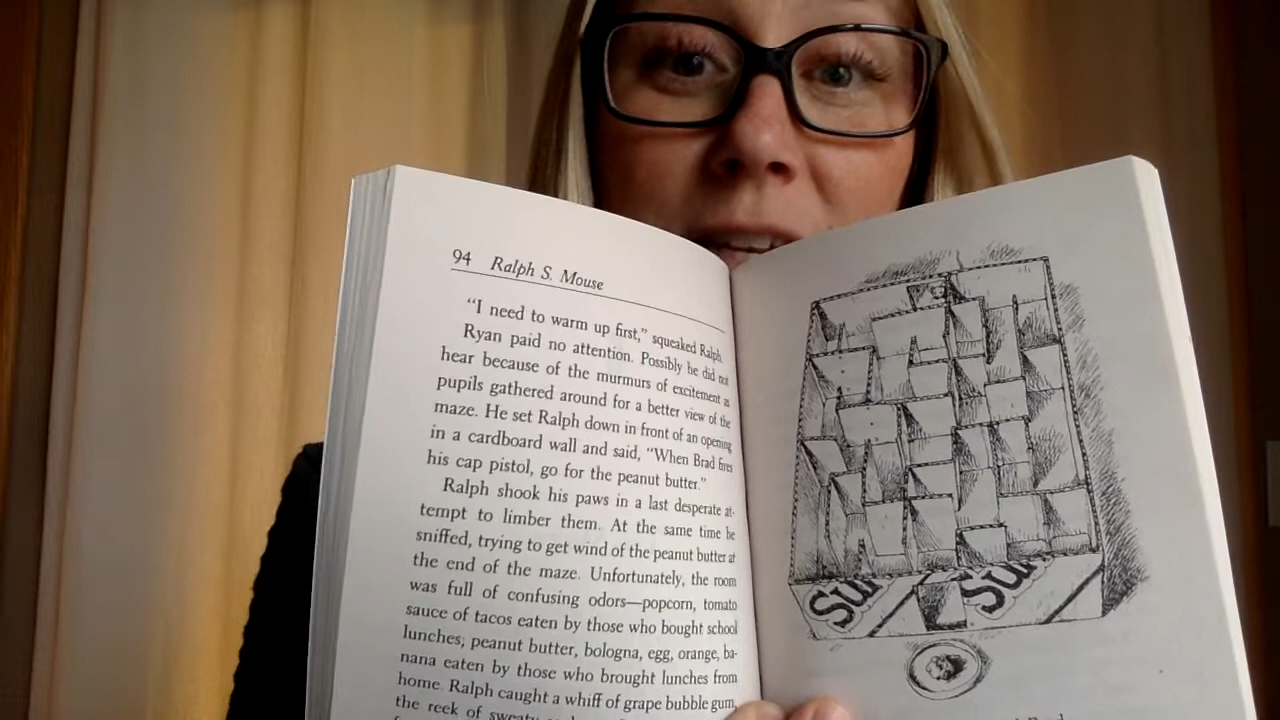 94 Ralph S. Mouse
“I need to warm up first,” squeaked Ralph.
Ryan paid no attention. Possibly he did not
hear because of the murmurs of excitement as
pupils gathered around for a better view of the
maze. He set Ralph down in front of an opening
in a cardboard wall and said, “When Brad fires
his cap pistol, go for the peanut butter.”
Ralph shook his paws in a last desperate at-
tempt to limber them. At the same time he
sniffed, trying to get wind of the peanut butter at
the end of the maze. Unfortunately, the room
was full of confusing odors—popcorn, tomato
sauce of tacos eaten by those who bought school
lunches; peanut butter, bologna, egg, orange, ba-
nana eaten by those who brought lunches from
home. Ralph caught a whiff of grape bubble gum,
the reek of sweaty
Sun Sun